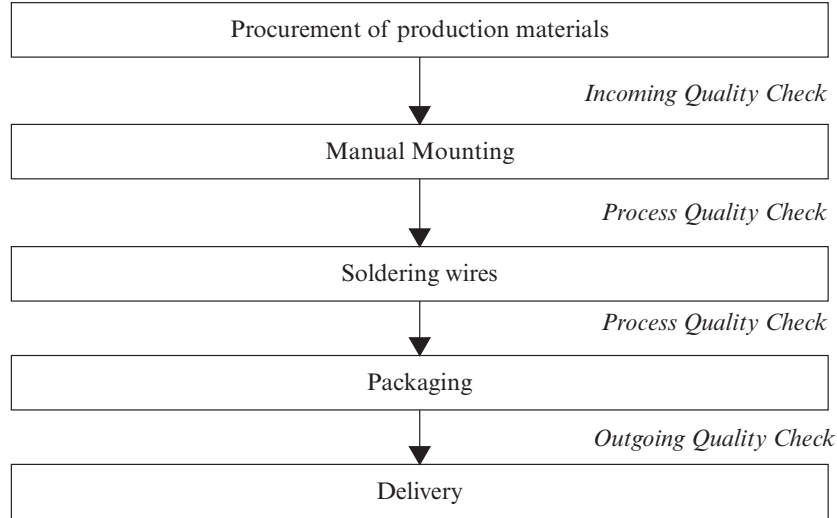 Procurement of production materials
Incoming Quality Check
Manual Mounting
Process Quality Check
Soldering wires
Process Quality Check
Packaging
Outgoing Quality Check
Delivery